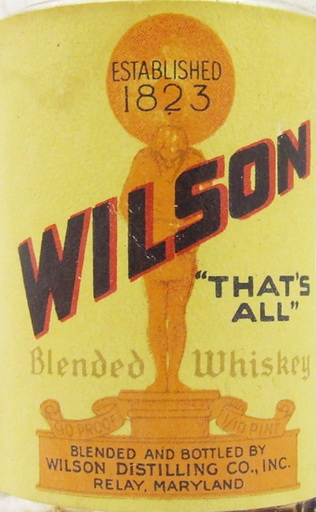 ESTABLISHED
1823
WILSON
"THAT'S
ALL"
Blended Whiskey
PROOF 1/10 PINT
BLENDED AND BOTTLED BY
WILSON DISTILLING CO., INC.
RELAY, MARYLAND